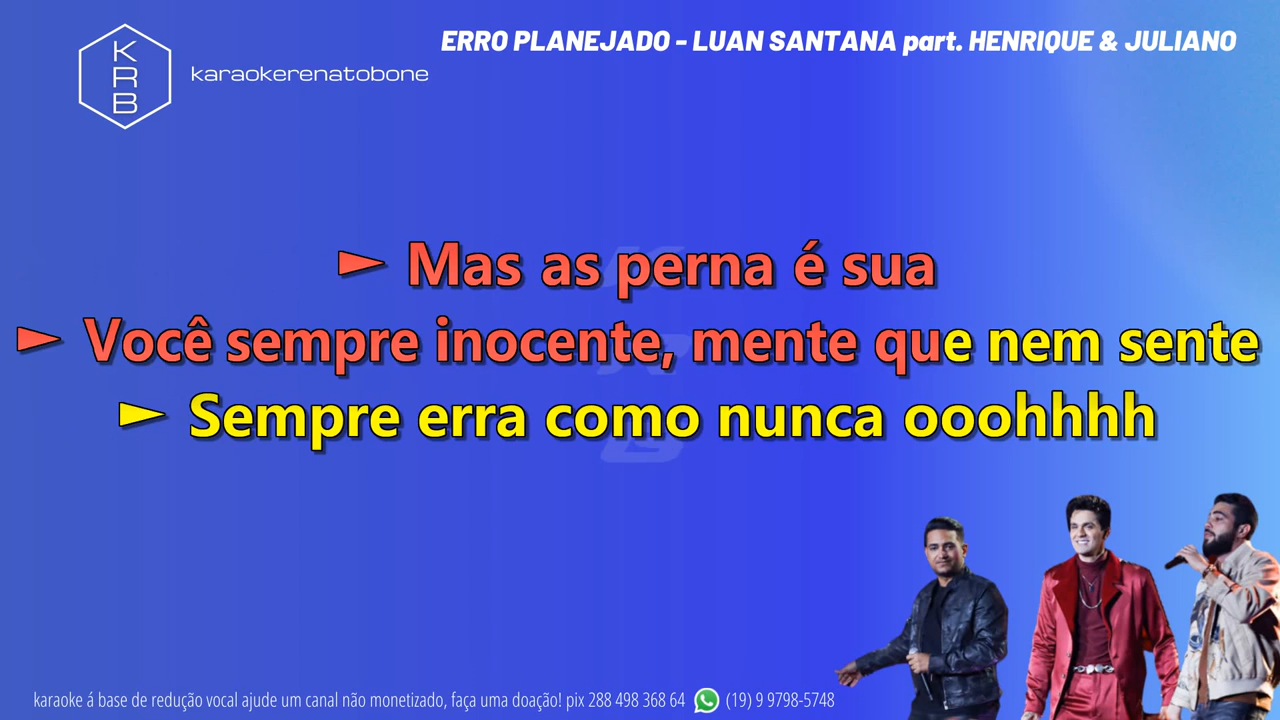 ERRO PLANEJADO - LUAN SANTANA part. HENRIQUE & JULIANO
K
R
B
karaokerenatobone
► Mas as perna é sua
► Você sempre inocente, mente que nem sente
► Sempre erra como nunca ooohhhh
karaoke á base de redução vocal ajude um canal não monetizado, faça uma doação! pix 288 498 368 64 (19) 9 9798-5748